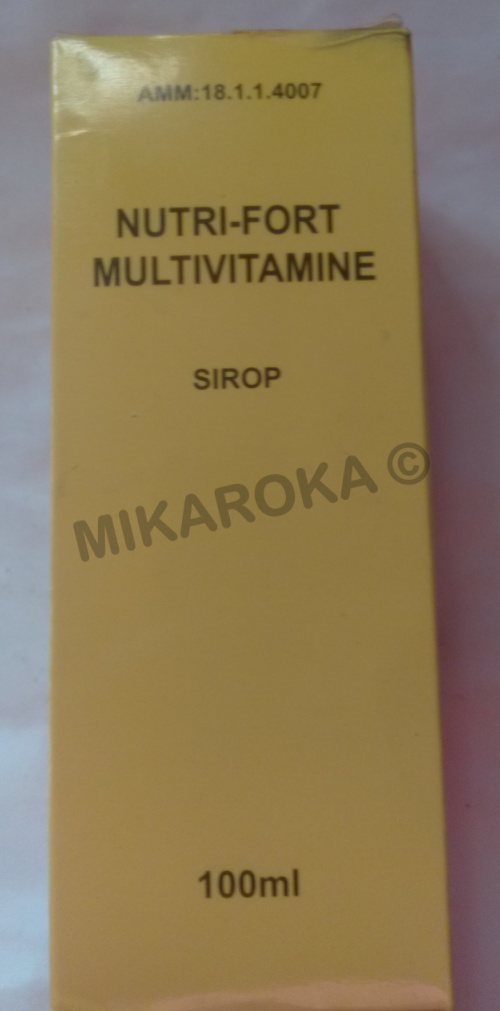 AMM:18.1.1.4007
NUTRI-FORT
MULTIVITAMINE
SIROP
MIKAROKA ©
100ml